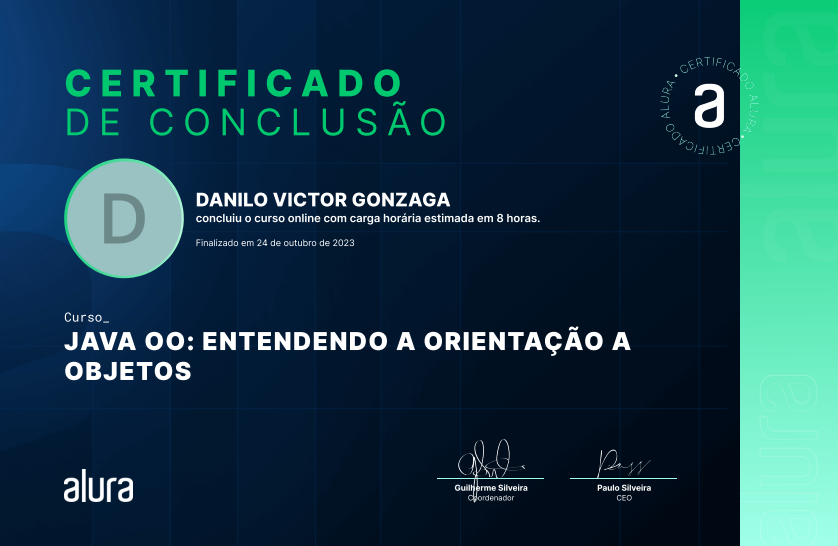 CERTIFICADO
DE CONCLUSÃO
CERTIFICADO ALURA • CERTIFICADO ALURA •
a
D
DANILO VICTOR GONZAGA
concluiu o curso online com carga horária estimada em 8 horas.
Finalizado em 24 de outubro de 2023
Curso_
JAVA OO: ENTENDENDO A ORIENTAÇÃO A
OBJETOS
alura
Guilherme Silveira
Coordenador
Paulo Silveira
CEO
alura
alura